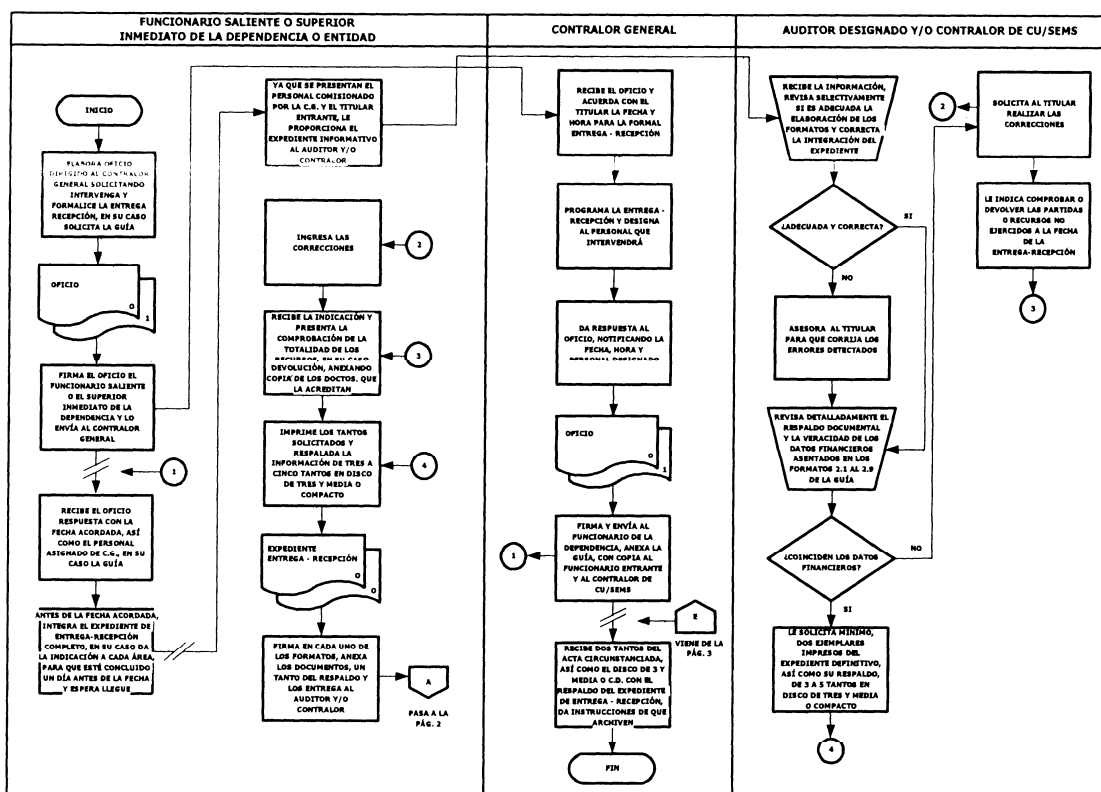 FUNCIONARIO SALIENTE O SUPERIOR
INMEDIATO DE LA DEPENDENCIA O ENTIDAD
INICIO
ELABORA OFICIO
DIRIGIDO AL CONTRALOR
GENERAL SOLICITANDO
INTERVENGA Y
FORMALICE LA ENTREGA
RECEPCIÓN, EN SU CASO
SOLICITA LA GUÍA
OFICIO
O
1
FIRMA EL OFICIO EL
FUNCIONARIO SALIENTE
O EL SUPERIOR
INMEDIATO DE LA
DEPENDENCIA Y LO
ENVÍA AL CONTRALOR
GENERAL
1
RECIBE EL OFICIO
RESPUESTA CON LA
FECHA ACORDADA, ASÍ
COMO EL PERSONAL
ASIGNADO DE C.G., EN SU
CASO LA GUÍA
ANTES DE LA FECHA ACORDADA,
INTEGRA EL EXPEDIENTE DE
ENTREGA-RECEPCIÓN
COMPLETO, EN SU CASO DA
LA INDICACIÓN A CADA ÁREA,
PARA QUE ESTÉ CONCLUIDO
UN DÍA ANTES DE LA FECHA
Y ESPERA LLEGUE
YA QUE SE PRESENTAN EL
PERSONAL COMISIONADO
POR LA C.G. Y EL TITULAR
ENTRANTE, LE
PROPORCIONA EL
EXPEDIENTE INFORMATIVO
AL AUDITOR Y/O
CONTRALOR
INGRESA LAS
CORRECCIONES
2
RECIBE LA INDICACIÓN Y
PRESENTA LA
COMPROBACIÓN DE LA
TOTALIDAD DE LOS
RECURSOS, EN SU CASO
DEVOLUCIÓN, ANEXANDO
COPIA DE LOS DOCTOS. QUE
LA ACREDITAN
3
IMPRIME LOS TANTOS
SOLICITADOS Y
RESPALADA LA
INFORMACIÓN DE TRES A
CINCO TANTOS EN DISCO
DE TRES Y MEDIA O
COMPACTO
4
EXPEDIENTE
ENTREGA - RECEPCIÓN
O
O
FIRMA EN CADA UNO DE
LOS FORMATOS, ANEXA
LOS DOCUMENTOS, UN
TANTO DEL RESPALDO Y
LOS ENTREGA AL
AUDITOR Y/O
CONTRALOR
A
PASA A LA
PÁG. 2
CONTRALOR GENERAL
RECIBE EL OFICIO Y
ACUERDA CON EL
TITULAR LA FECHA Y
HORA PARA LA FORMAL
ENTREGA - RECEPCIÓN
PROGRAMA LA ENTREGA -
RECEPCIÓN Y DESIGNA
AL PERSONAL QUE
INTERVENDRÁ
DA RESPUESTA AL
OFICIO, NOTIFICANDO LA
FECHA, HORA Y
PERSONAL DESIGNADO
OFICIO
O
1
FIRMA Y ENVÍA AL
FUNCIONARIO DE LA
DEPENDENCIA, ANEXA LA
GUÍA, CON COPIA AL
FUNCIONARIO ENTRANTE
Y AL CONTRALOR DE
CU/SEMS
1
E
VIENE DE LA
PÁG. 3
RECIBE DOS TANTOS DEL
ACTA CIRCUNSTANCIADA,
ASÍ COMO EL DISCO DE 3 Y
MEDIA O C.D. CON EL
RESPALDO DEL EXPEDIENTE
DE ENTREGA - RECEPCIÓN,
DA INSTRUCCIONES DE QUE
ARCHIVEN
FIN
AUDITOR DESIGNADO Y/O CONTRALOR DE CU/SEMS
RECIBE LA INFORMACIÓN,
REVISA SELECTIVAMENTE
SI ES ADECUADA LA
ELABORACIÓN DE LOS
FORMATOS Y CORRECTA
LA INTEGRACIÓN DEL
EXPEDIENTE
¿ADECUADA Y CORRECTA?
SI
NO
ASESORA AL TITULAR
PARA QUE CORRIJA LOS
ERRORES DETECTADOS
REVISA DETALLADAMENTE EL
RESPALDO DOCUMENTAL
Y LA VERACIDAD DE LOS
DATOS FINANCIEROS
ASENTADOS EN LOS
FORMATOS 2.1 AL 2.9
DE LA GUÍA
¿COINCIDEN LOS DATOS
FINANCIEROS?
NO
SI
LE SOLICITA MÍNIMO,
DOS EJEMPLARES
IMPRESOS DEL
EXPEDIENTE DEFINITIVO,
ASÍ COMO SU RESPALDO,
DE 3 A 5 TANTOS EN
DISCO DE TRES Y MEDIA
O COMPACTO
4
2
SOLICITA AL TITULAR
REALIZAR LAS
CORRECCIONES
LE INDICA COMPROBAR O
DEVOLVER LAS PARTIDAS
O RECURSOS NO
EJERCIDOS A LA FECHA
DE LA
ENTREGA-RECEPCIÓN
3